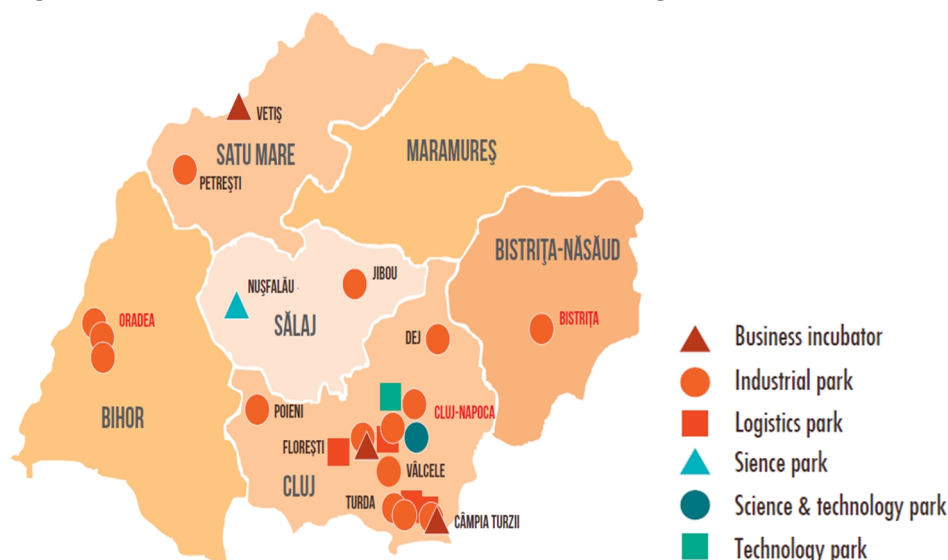 VETIŞ
SATU MARE
PETREŞTI
MARAMUREŞ
BISTRIŢA-NĂSĂUD
NUŞFALĂU
JIBOU
SĂLAJ
ORADEA
BISTRIŢA
DEJ
BIHOR
POIENI
CLUJ-NAPOCA
FLOREŞTI
VÂLCELE
CLUJ
TURDA
CÂMPIA TURZII
Business incubator
Industrial park
Logistics park
Sience park
Science & technology park
Technology park